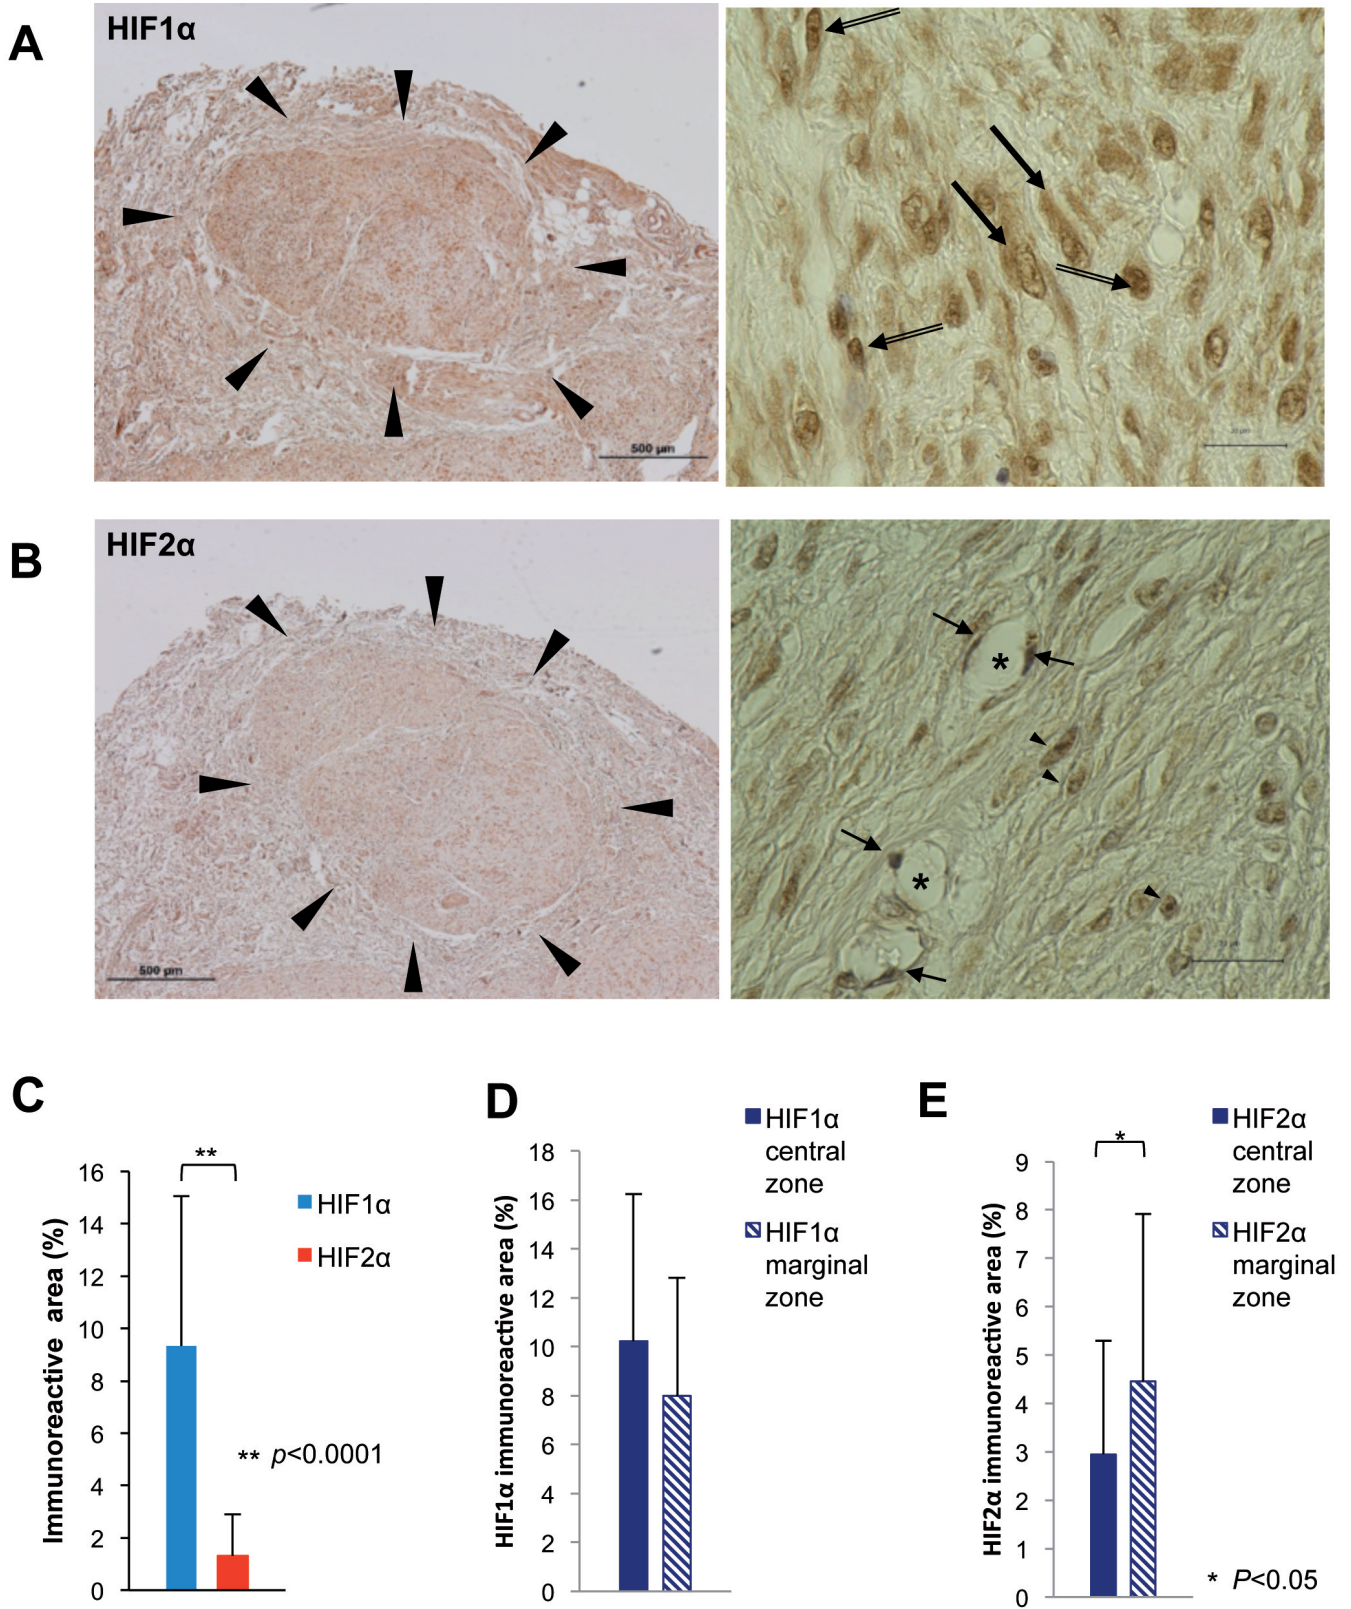 A
HIF1α
500 µm
20 µm
B
HIF2α
500 µm
*
*
C
**
Immunoreactive area (%)
16
14
12
10
8
6
4
2
0
HIF1α
HIF2α
** p<0.0001
D
HIF1α immunoreactive area (%)
18
16
14
12
10
8
6
4
2
0
HIF1α
central
zone
HIF1α
marginal
zone
E
*
HIF2α immunoreactive area (%)
9
8
7
6
5
4
3
2
1
0
HIF2α
central
zone
HIF2α
marginal
zone
* P<0.05